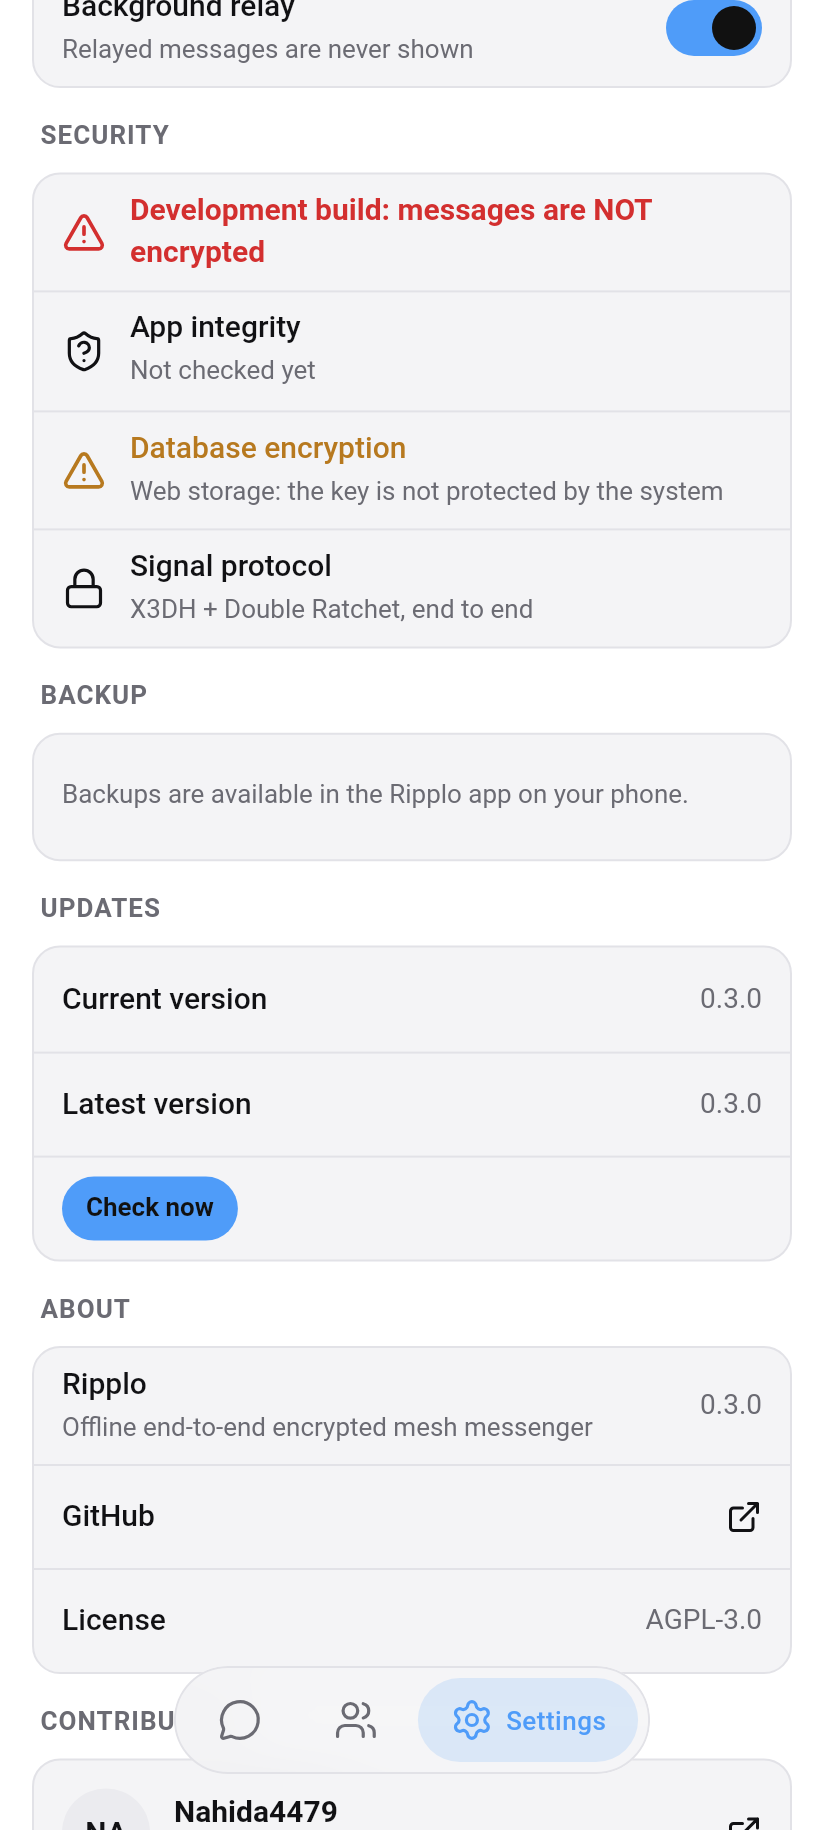 Background relay
Relayed messages are never shown
SECURITY
Development build: messages are NOT
encrypted
App integrity
Not checked yet
Database encryption
Web storage: the key is not protected by the system
Signal protocol
X3DH + Double Ratchet, end to end
BACKUP
Backups are available in the Ripplo app on your phone.
UPDATES
Current version 0.3.0
Latest version 0.3.0
Check now
ABOUT
Ripplo
Offline end-to-end encrypted mesh messenger
0.3.0
GitHub
License AGPL-3.0
CONTRIBU
Settings
Nahida4479
NA